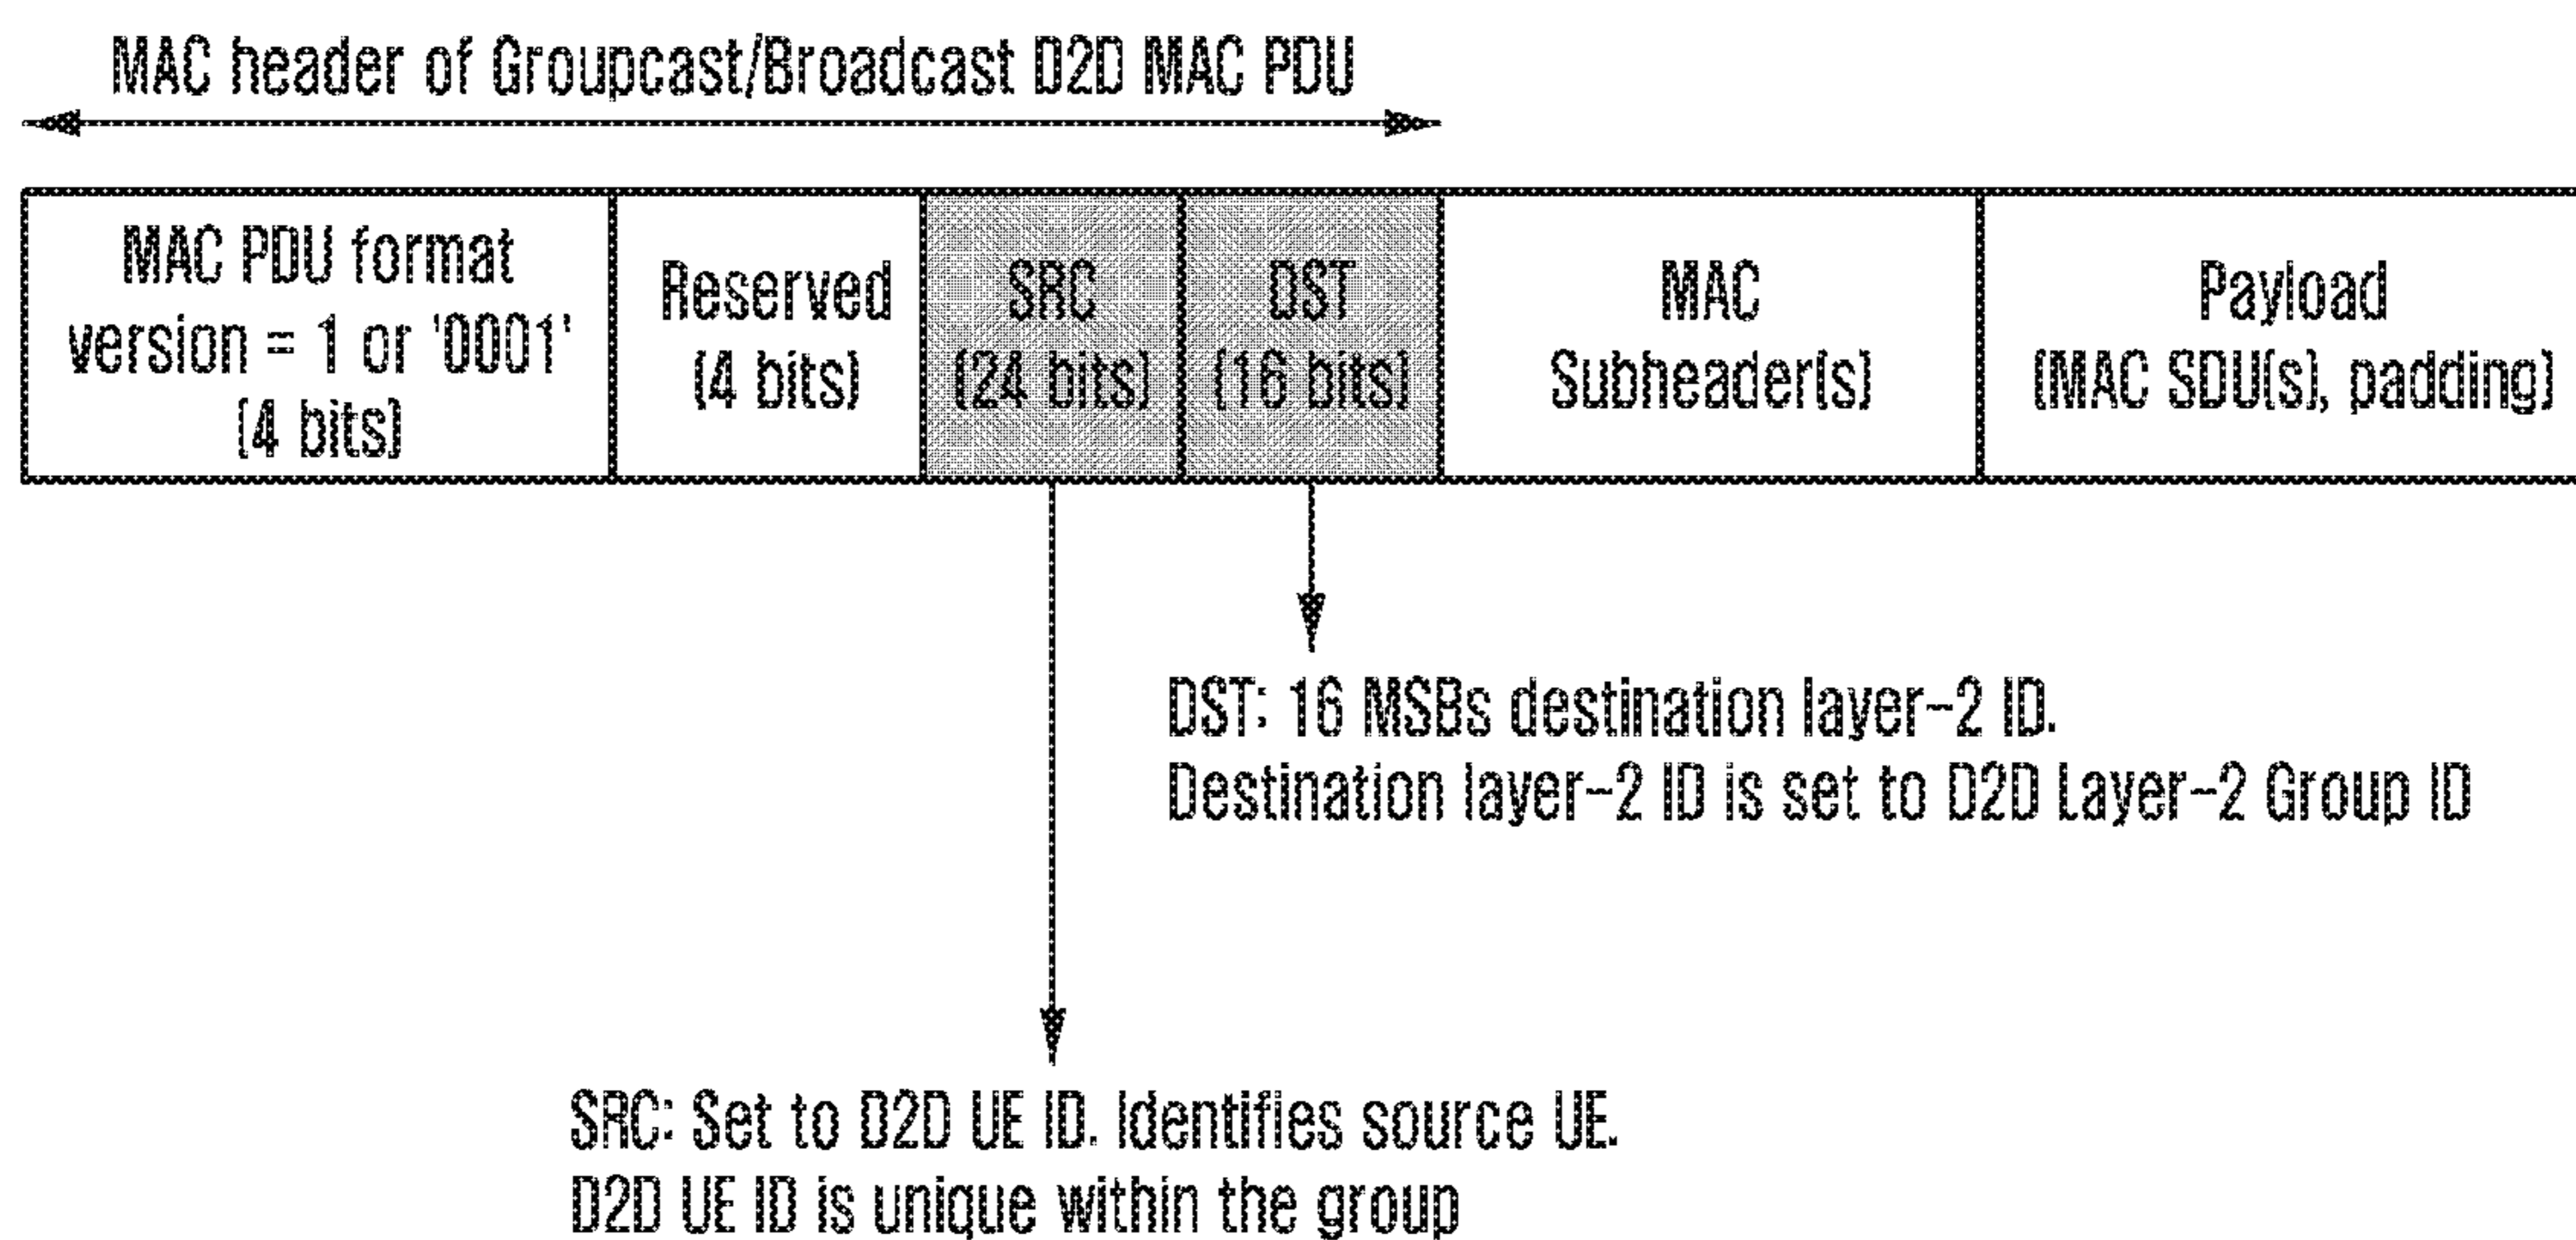 MAC header of Groupcast/Broadcast D2D MAC PDU
MAC PDU format
version = 1 or '0001'
(4 bits)
Reserved
(4 bits)
SRC
(24 bits)
DST
(16 bits)
MAC
Subheader(s)
Payload
(MAC SDU(s), padding)
DST: 16 MSBs destination layer-2 ID.
Destination layer-2 ID is set to D2D Layer-2 Group ID
SRC: Set to D2D UE ID. Identifies source UE.
D2D UE ID is unique within the group